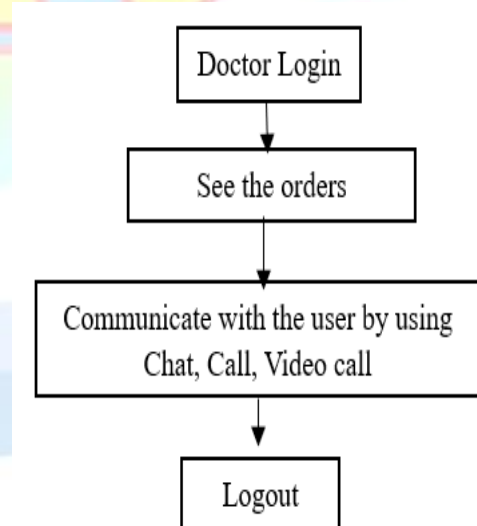 Doctor Login
See the orders
Communicate with the user by using
Chat, Call, Video call
Logout